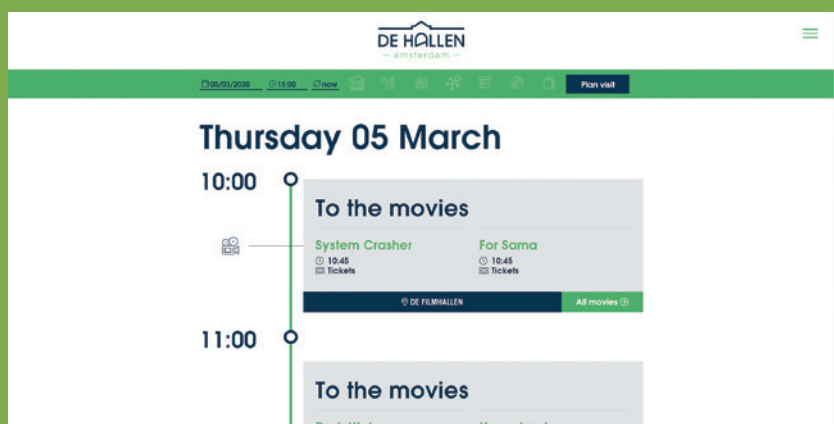 DE HALLEN
— amsterdam —
05/03/2020 15:00 now Plan visit
Thursday 05 March
10:00
To the movies
System Crasher For Sama
10:45 10:45
Tickets Tickets
DE FILMHALLEN All movies
11:00
To the movies